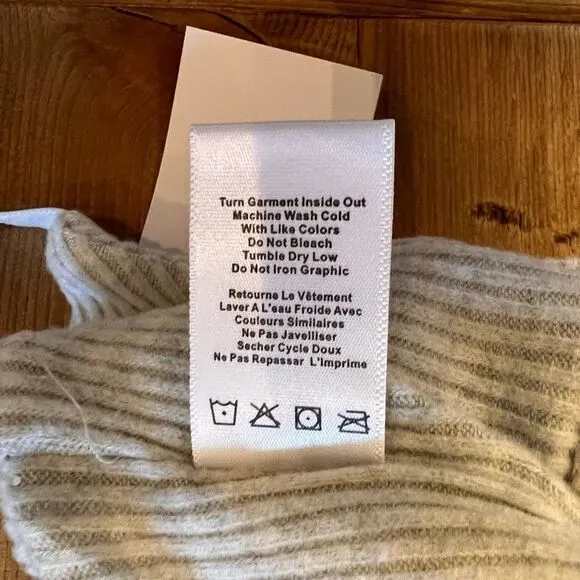 Turn Garment Inside Out
Machine Wash Cold
With Like Colors
Do Not Bleach
Tumble Dry Low
Do Not Iron Graphic
Retourne Le Vêtement
Laver A L'eau Froide Avec
Couleurs Similaires
Ne Pas Javelliser
Secher Cycle Doux
Ne Pas Repasser L'Imprime